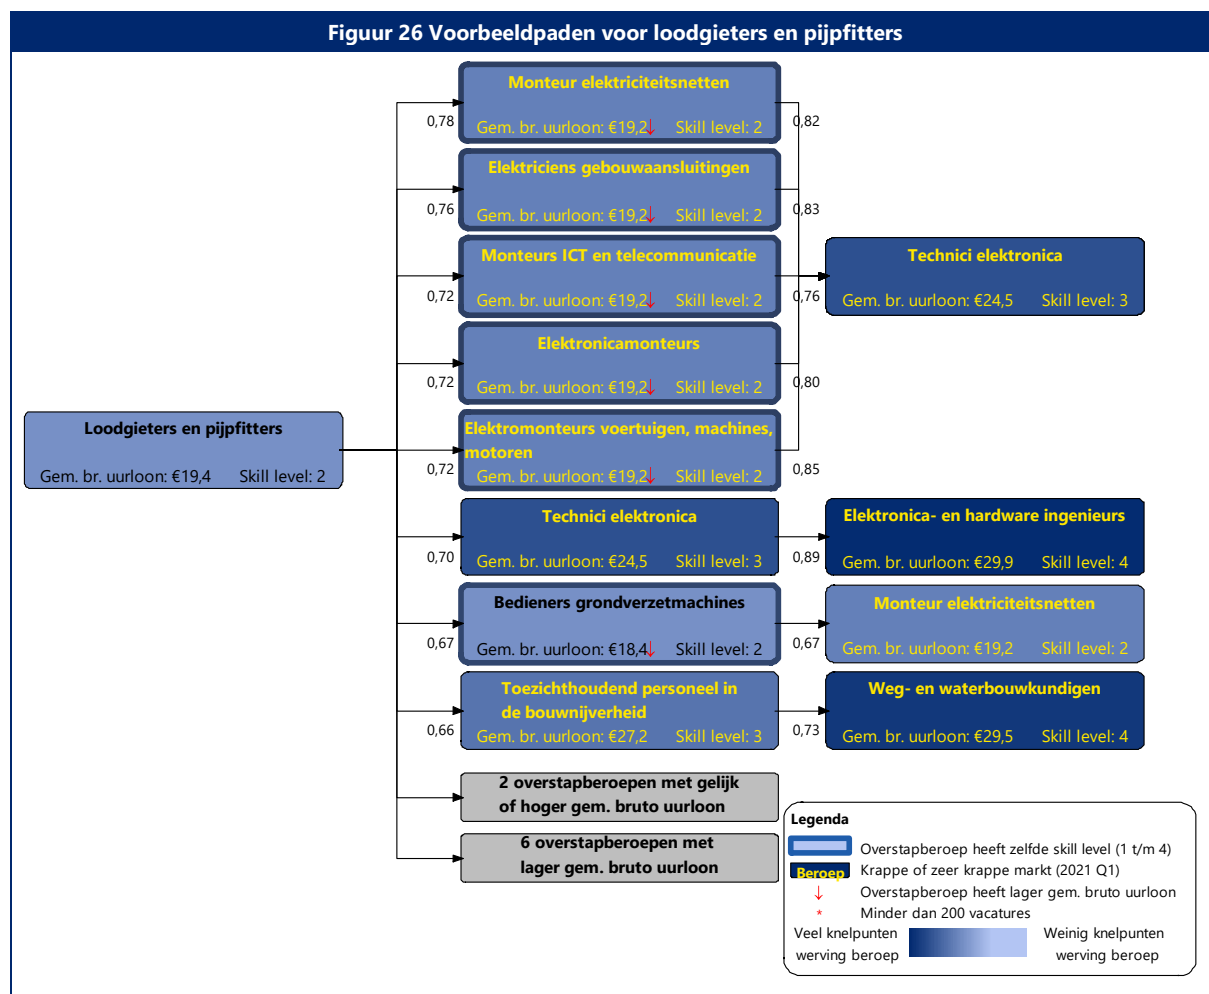 Figuur 26 Voorbeeldpaden voor loodgieters en pijpfitters
Loodgieters en pijpfitters
Gem. br. uurloon: €19,4 Skill level: 2
0,78
Monteur elektriciteitsnetten
Gem. br. uurloon: €19,2↓ Skill level: 2
0,82
0,76
Elektriciens gebouwaansluitingen
Gem. br. uurloon: €19,2↓ Skill level: 2
0,83
0,72
Monteurs ICT en telecommunicatie
Gem. br. uurloon: €19,2↓ Skill level: 2
0,76
Technici elektronica
Gem. br. uurloon: €24,5 Skill level: 3
0,72
Elektronicamonteurs
Gem. br. uurloon: €19,2↓ Skill level: 2
0,80
0,72
Elektromonteurs voertuigen, machines,
motoren
Gem. br. uurloon: €19,2↓ Skill level: 2
0,85
0,70
Technici elektronica
Gem. br. uurloon: €24,5 Skill level: 3
0,89
Elektronica- en hardware ingenieurs
Gem. br. uurloon: €29,9 Skill level: 4
0,67
Bedieners grondverzetmachines
Gem. br. uurloon: €18,4↓ Skill level: 2
0,67
Monteur elektriciteitsnetten
Gem. br. uurloon: €19,2 Skill level: 2
0,66
Toezichthoudend personeel in
de bouwnijverheid
Gem. br. uurloon: €27,2 Skill level: 3
0,73
Weg- en waterbouwkundigen
Gem. br. uurloon: €29,5 Skill level: 4
2 overstapberoepen met gelijk
of hoger gem. bruto uurloon
6 overstapberoepen met
lager gem. bruto uurloon
Legenda
Overstapberoep heeft zelfde skill level (1 t/m 4)
Beroep Krappe of zeer krappe markt (2021 Q1)
↓ Overstapberoep heeft lager gem. bruto uurloon
* Minder dan 200 vacatures
Veel knelpunten
werving beroep
Weinig knelpunten
werving beroep